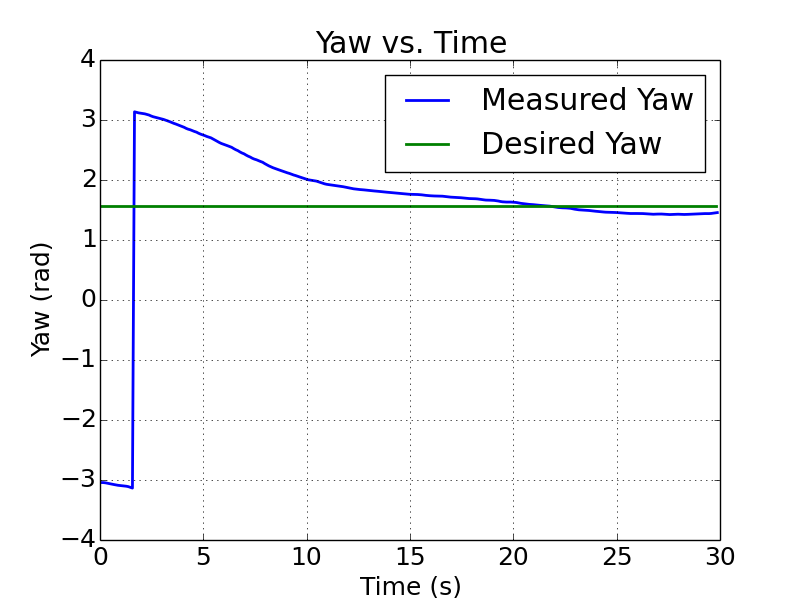 Yaw vs. Time
4
3
2
1
0
−1
−2
−3
−4
Yaw (rad)
Measured Yaw
Desired Yaw
0 5 10 15 20 25 30
Time (s)